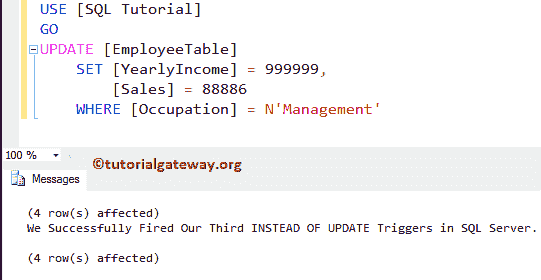 USE [SQL Tutorial]
GO
UPDATE [EmployeeTable]
SET [YearlyIncome] = 999999,
[Sales] = 88886
WHERE [Occupation] = N'Management'
100 %
©tutorialgateway.org
Messages
(4 row(s) affected)
We Successfully Fired Our Third INSTEAD OF UPDATE Triggers in SQL Server.
(4 row(s) affected)